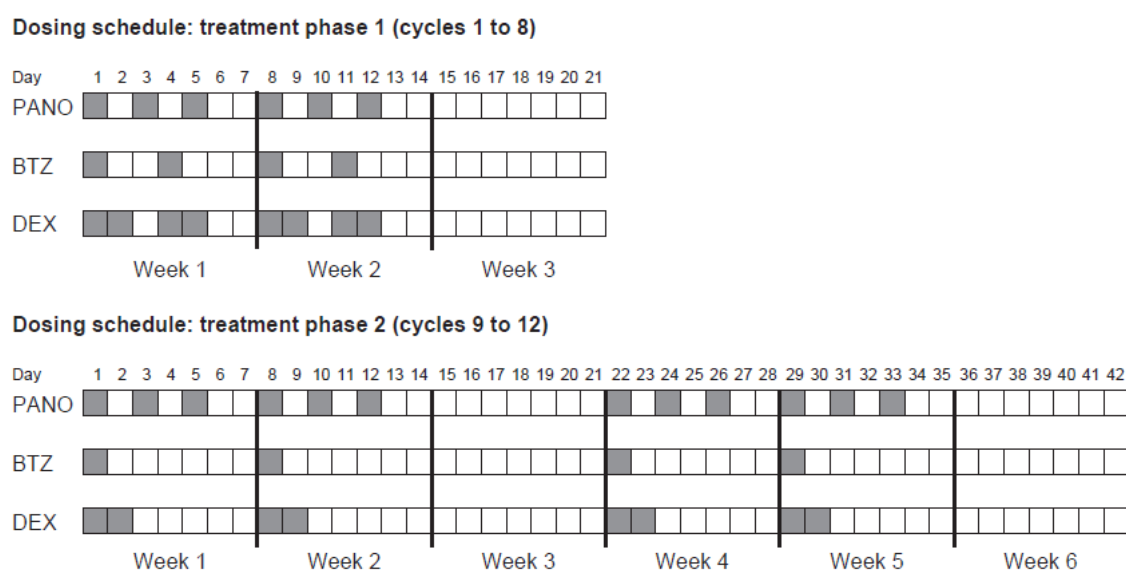 Dosing schedule: treatment phase 1 (cycles 1 to 8)
Day 1 2 3 4 5 6 7 8 9 10 11 12 13 14 15 16 17 18 19 20 21
PANO
BTZ
DEX
Week 1 Week 2 Week 3
Dosing schedule: treatment phase 2 (cycles 9 to 12)
Day 1 2 3 4 5 6 7 8 9 10 11 12 13 14 15 16 17 18 19 20 21 22 23 24 25 26 27 28 29 30 31 32 33 34 35 36 37 38 39 40 41 42
PANO
BTZ
DEX
Week 1 Week 2 Week 3 Week 4 Week 5 Week 6